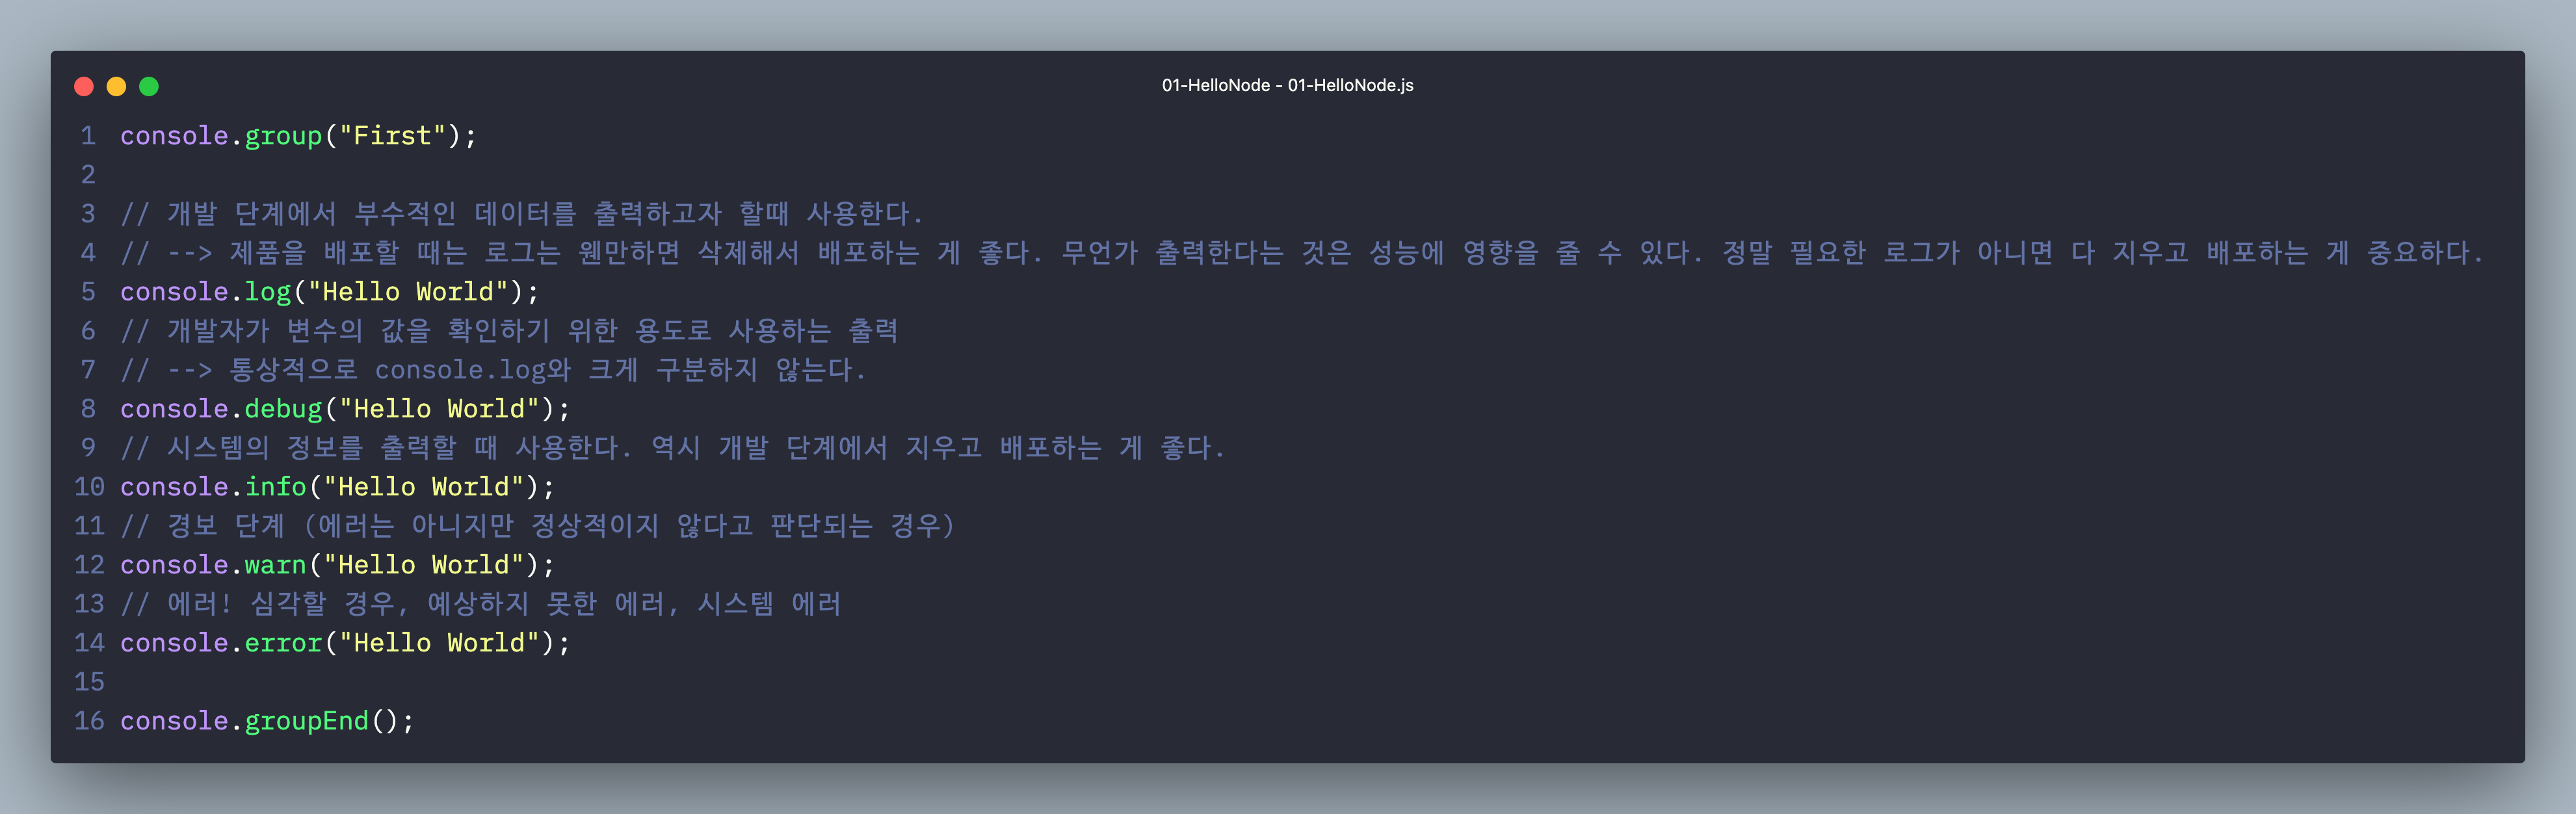 01-HelloNode - 01-HelloNode.js
1 console.group("First");
2
3 // 개발 단계에서 부수적인 데이터를 출력하고자 할때 사용한다.
4 // --> 제품을 배포할 때는 로그는 웬만하면 삭제해서 배포하는 게 좋다. 무언가 출력한다는 것은 성능에 영향을 줄 수 있다. 정말 필요한 로그가 아니면 다 지우고 배포하는 게 중요하다.
5 console.log("Hello World");
6 // 개발자가 변수의 값을 확인하기 위한 용도로 사용하는 출력
7 // --> 통상적으로 console.log와 크게 구분하지 않는다.
8 console.debug("Hello World");
9 // 시스템의 정보를 출력할 때 사용한다. 역시 개발 단계에서 지우고 배포하는 게 좋다.
10 console.info("Hello World");
11 // 경보 단계 (에러는 아니지만 정상적이지 않다고 판단되는 경우)
12 console.warn("Hello World");
13 // 에러! 심각할 경우, 예상하지 못한 에러, 시스템 에러
14 console.error("Hello World");
15
16 console.groupEnd();